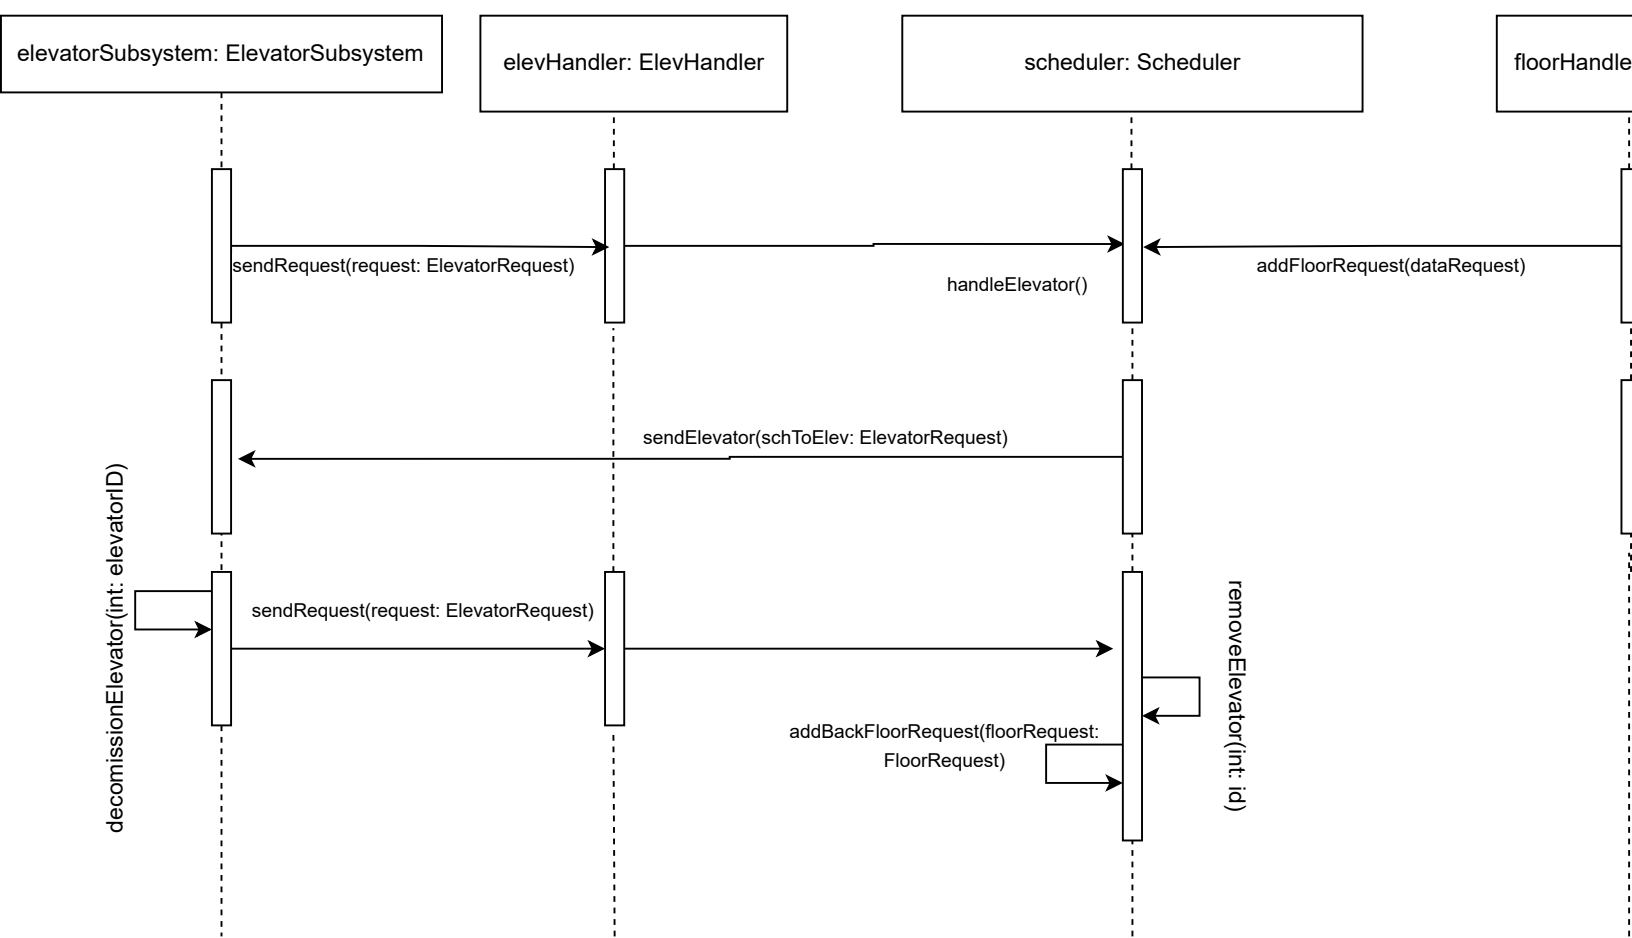 elevatorSubsystem: ElevatorSubsystem
elevHandler: ElevHandler
scheduler: Scheduler
floorHandle
sendRequest(request: ElevatorRequest)
handleElevator()
addFloorRequest(dataRequest)
sendElevator(schToElev: ElevatorRequest)
decomissionElevator(int: elevatorID)
sendRequest(request: ElevatorRequest)
removeElevator(int: id)
addBackFloorRequest(floorRequest:
FloorRequest)